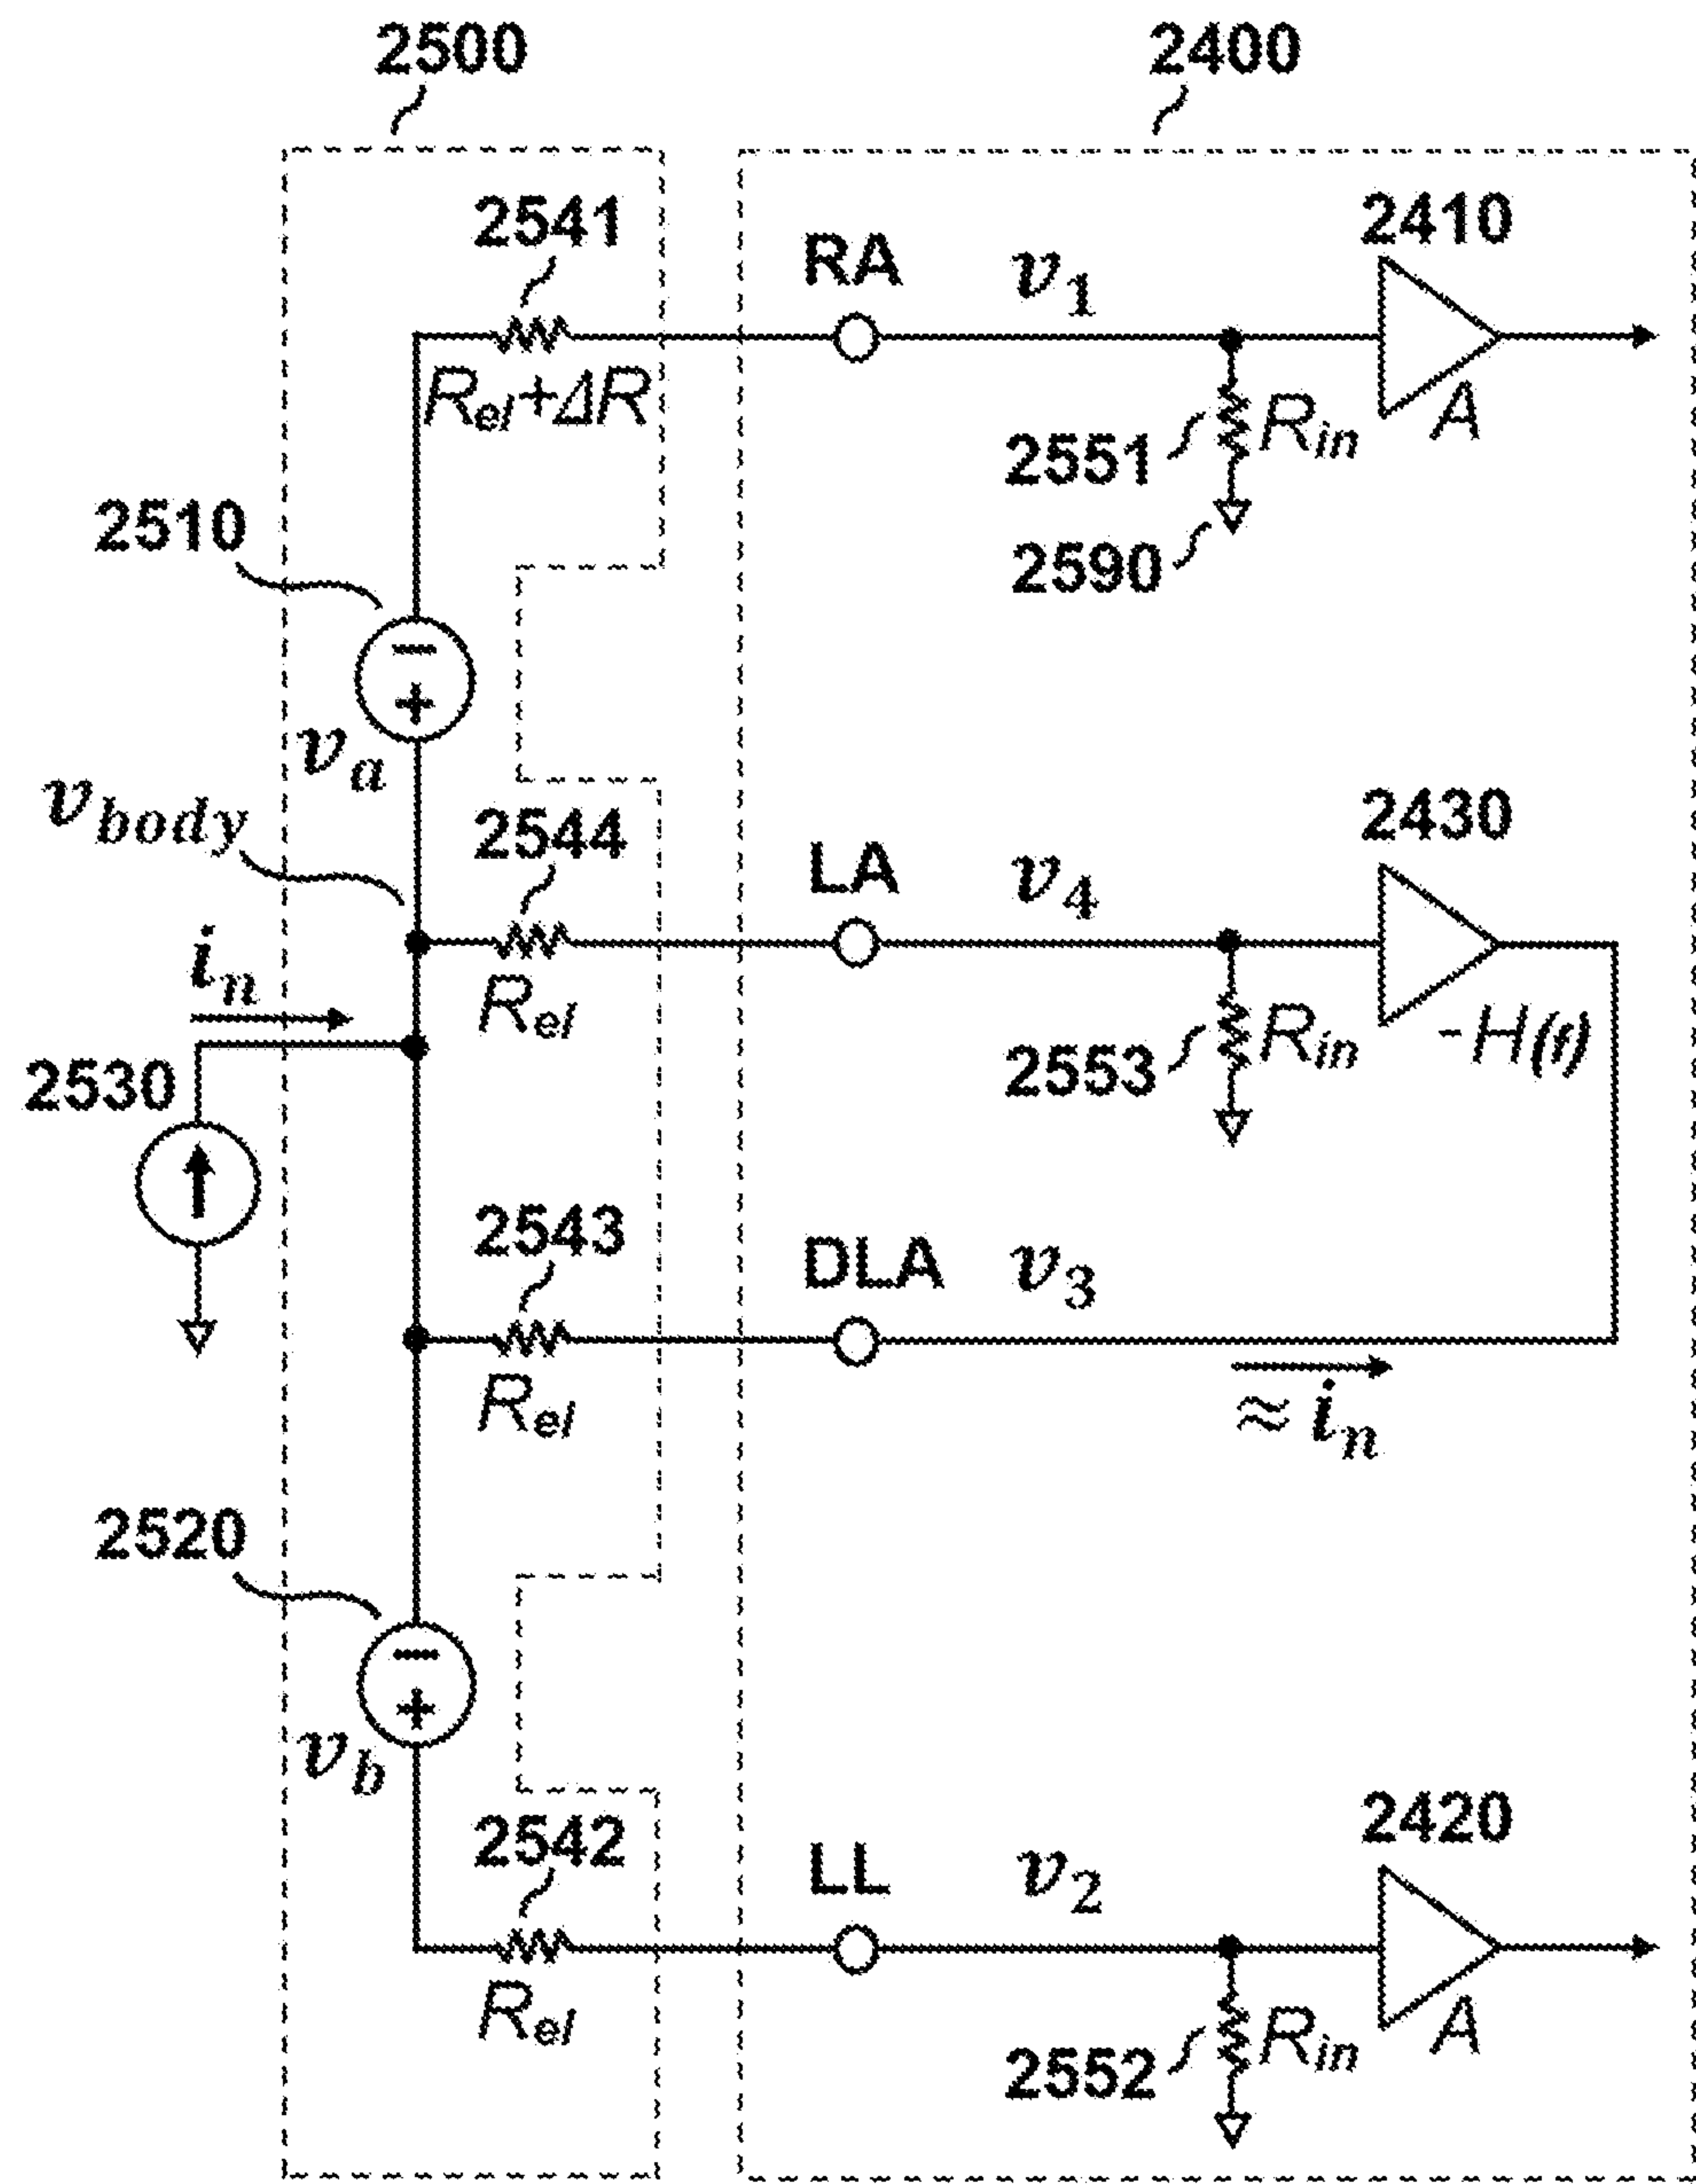 2500 2400
2541 2410
RA v1
Rel+ΔR
2551 Rin A
2510
2590
va
vbody
2544 2430
LA v4
in
Rel
2553 Rin -H(f)
2530
2543
DLA v3
Rel
≈ in
2520
vb
2542 2420
LL v2
Rel
2552 Rin A